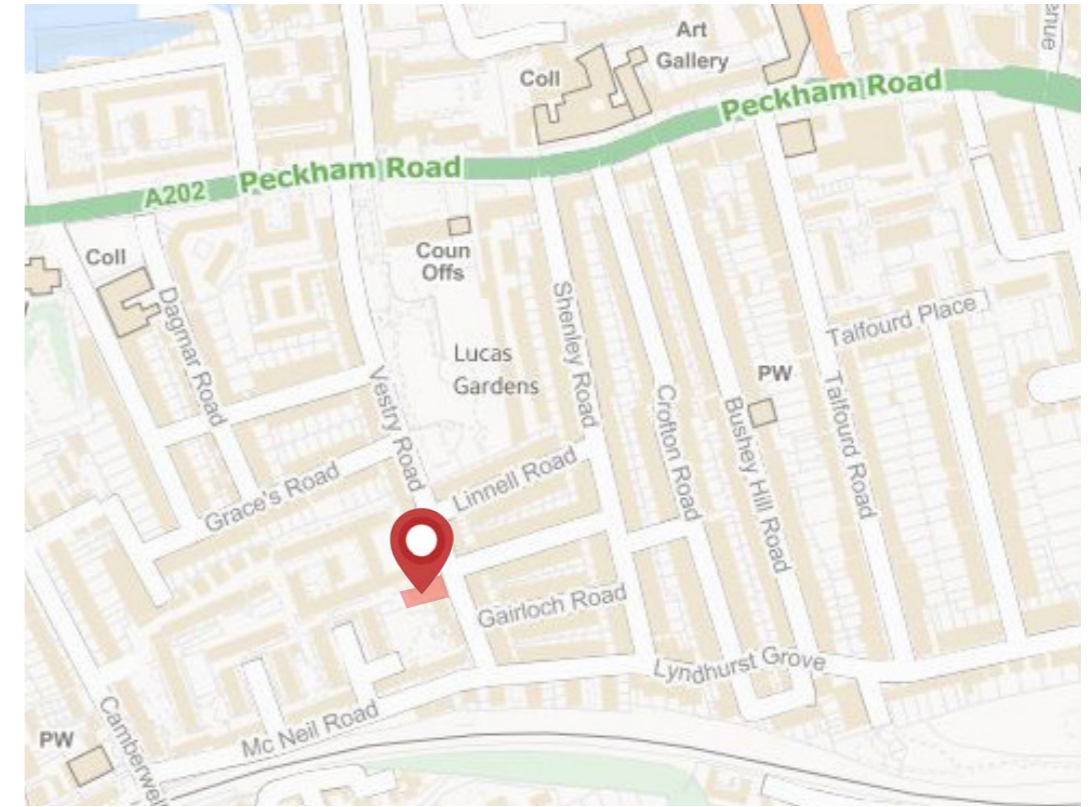 Art
Gallery
Coll
Peckham Road
anue
Peckham Road
A202
Coll
Coun
Offs
Dagmar Road
Shenley Road
Talfourd Place
Lucas
Gardens
Vestry Road
PW
Crofton Road
Bushey Hill Road
Talfourd Road
Linnell Road
Grace's Road
Gairloch Road
Lyndhurst Grove
Mc Neil Road
Camberwel
PW